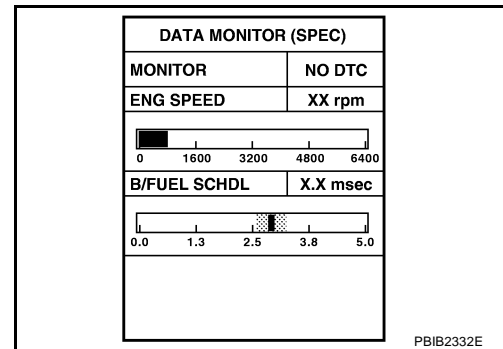 DATA MONITOR (SPEC)
MONITOR NO DTC
ENG SPEED XX rpm
0 1600 3200 4800 6400
B/FUEL SCHDL X.X msec
0.0 1.3 2.5 3.8 5.0
PBIB2332E